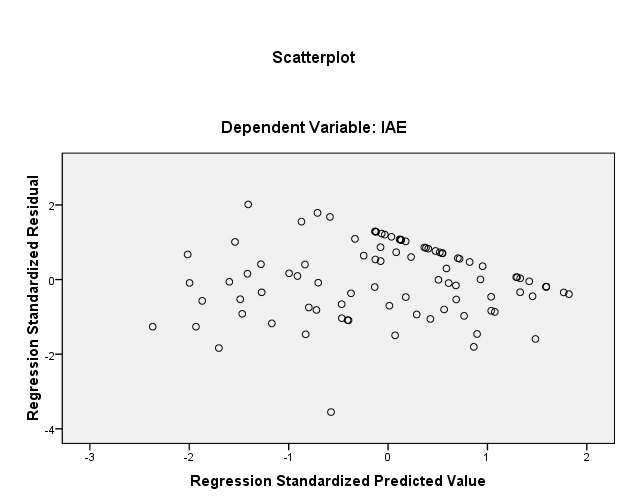 Scatterplot
Dependent Variable: IAE
Regression Standardized Residual
2
0
-2
-4
-3
-2
-1
0
1
2
Regression Standardized Predicted Value